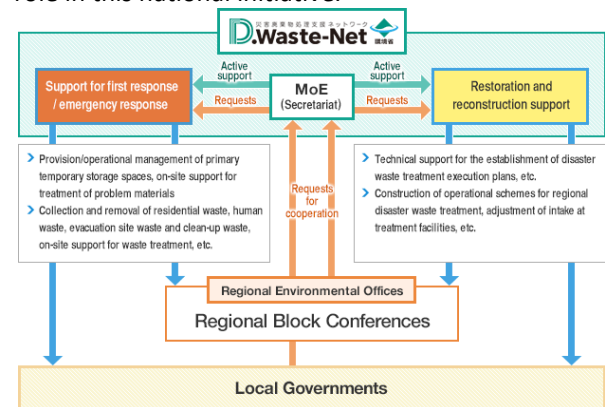 role in this national initiative.
災害廃棄物処理支援ネットワーク
D.Waste-Net
環境省
Active
support
Active
support
Support for first response
/ emergency response
MoE
(Secretariat)
Restoration and
reconstruction support
Requests
Requests
Provision/operational management of primary
temporary storage spaces, on-site support for
treatment of problem materials
Collection and removal of residential waste, human
waste, evacuation site waste and clean-up waste,
on-site support for waste treatment, etc.
Requests
for
cooperation
Technical support for the establishment of disaster
waste treatment execution plans, etc.
Construction of operational schemes for regional
disaster waste treatment, adjustment of intake at
treatment facilities, etc.
Regional Environmental Offices
Regional Block Conferences
Local Governments